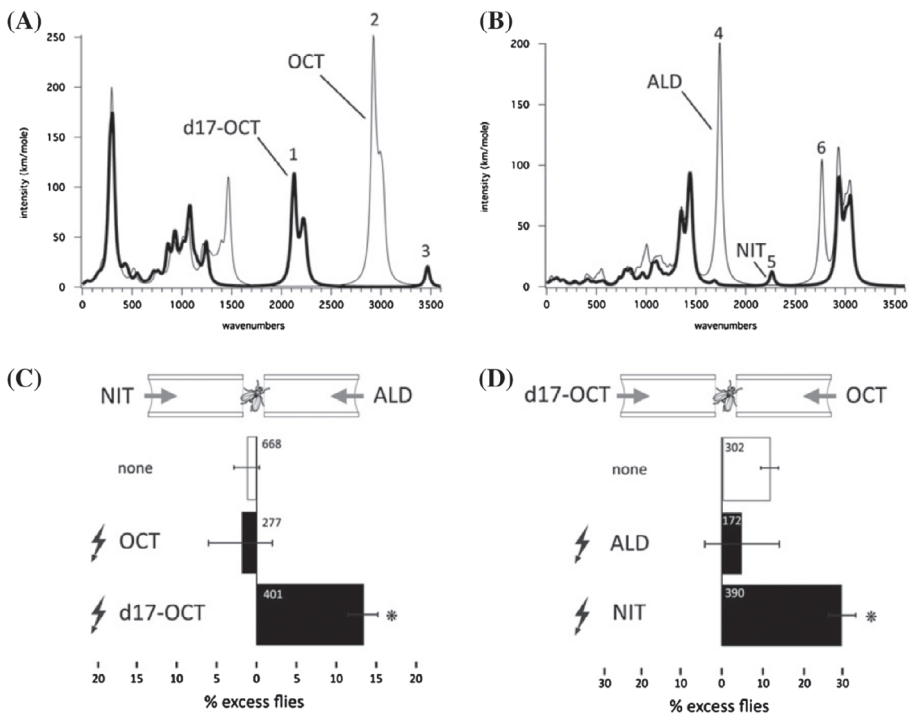 (A)
2
250
OCT
200
d17-OCT
150
1
intensity (km/mole)
100
50
3
0
0 500 1000 1500 2000 2500 3000 3500
wavenumbers
(B)
4
200
ALD
150
6
intensity (km/mole)
100
50
NIT
5
0
0 500 1000 1500 2000 2500 3000 3500
wavenumbers
(C)
NIT
ALD
668
none
277
OCT
401
d17-OCT
*
20 15 10 5 0 5 10 15 20
% excess flies
(D)
d17-OCT
OCT
302
none
172
ALD
390
NIT
*
30 20 10 0 10 20 30
% excess flies